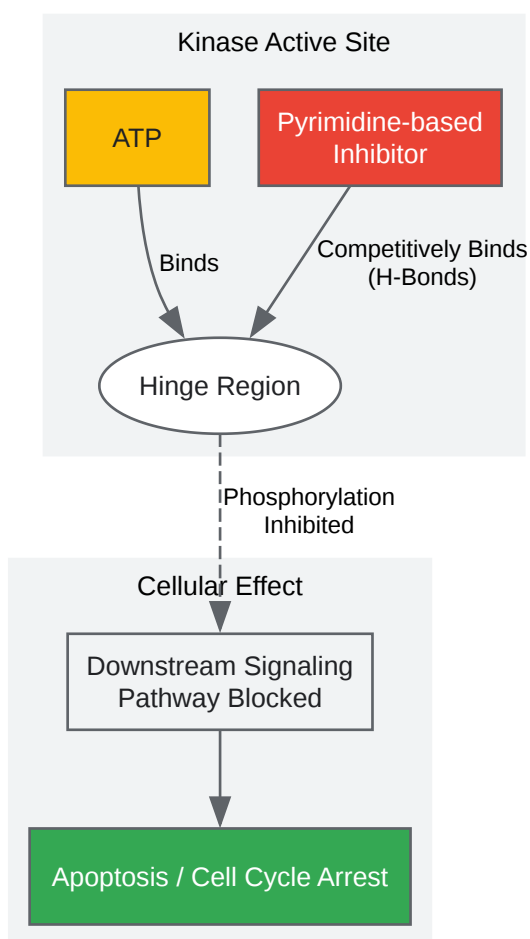 Kinase Active Site
ATP
Pyrimidine-based
Inhibitor
Binds
Competitively Binds
(H-Bonds)
Hinge Region
Phosphorylation
Inhibited
Cellular Effect
Downstream Signaling
Pathway Blocked
Apoptosis / Cell Cycle Arrest